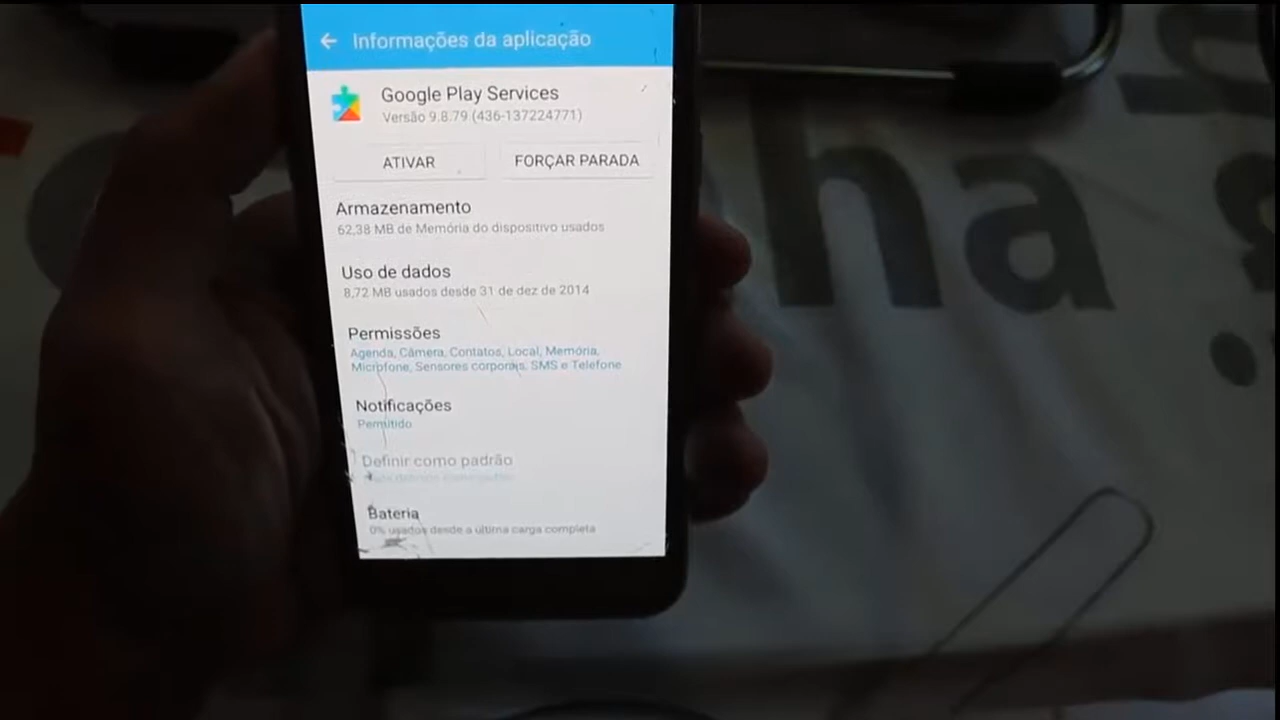 Informações da aplicação
Google Play Services
Versão 9.8.79 (436-137224771)
ATIVAR
FORÇAR PARADA
Armazenamento
62,38 MB de Memória do dispositivo usados
Uso de dados
8,72 MB usados desde 31 de dez de 2014
Permissões
Agenda, Câmera, Contatos, Local, Memória,
Microfone, Sensores corporais, SMS e Telefone
Notificações
Permitido
Definir como padrão
Bateria
0% usados desde a última carga completa
ha